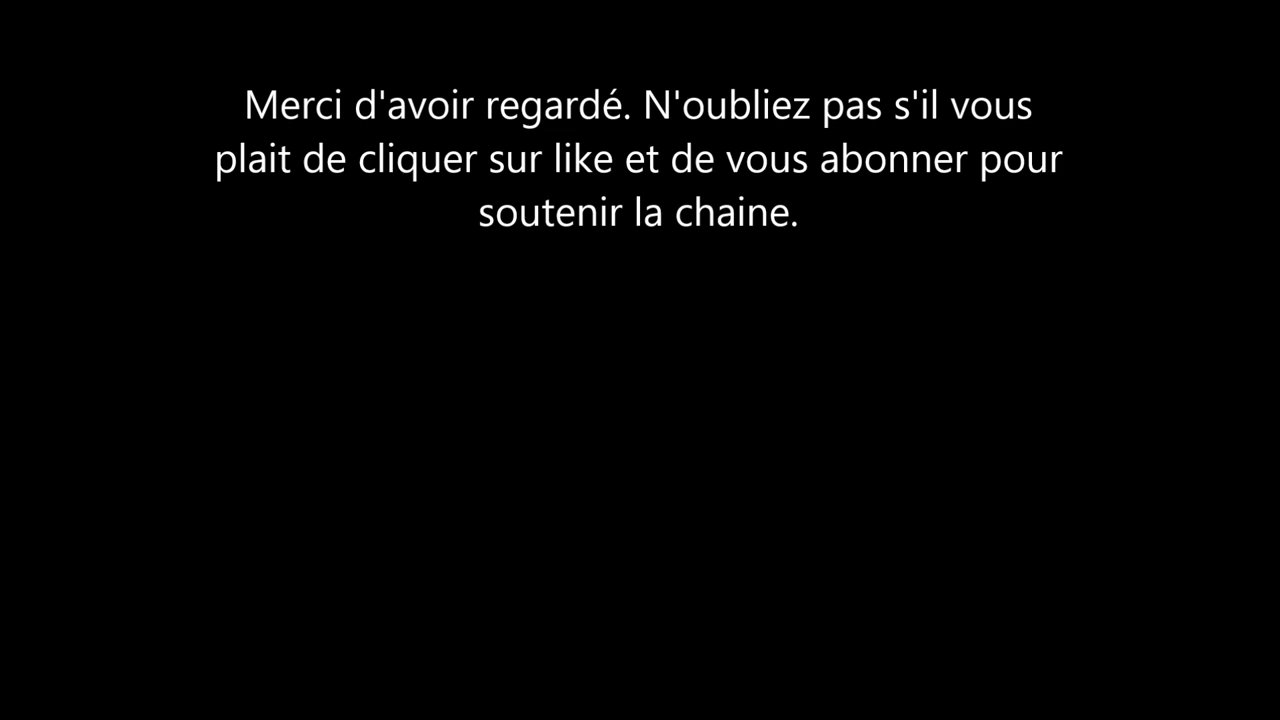 Merci d'avoir regardé. N'oubliez pas s'il vous
plait de cliquer sur like et de vous abonner pour
soutenir la chaine.